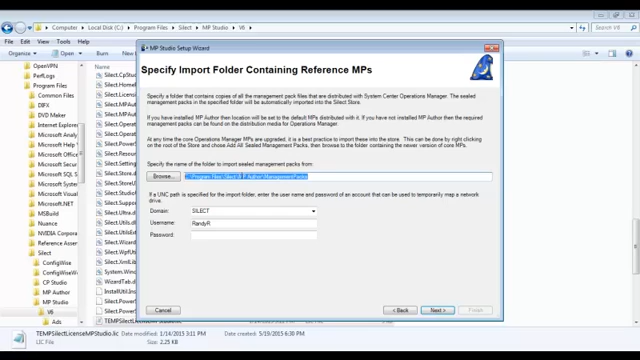 Computer ▸ Local Disk (C:) ▸ Program Files ▸ Silect ▸ MP Studio ▸ V6
File Edit View Tools Help
Organize Open Burn New folder
OpenVPN
PerfLogs
Program Files
Common Files
DIFX
DVD Maker
Internet Explorer
MSBuild
Reference Assem
Silect
ConfigWise
CP Studio
MP Author
MP Studio
V6
Ads
InstallUtil.InstallLog
TEMPSilectLicenseMPStudio.lic
MP Studio Setup Wizard
Specify Import Folder Containing Reference MPs
Specify a folder that contains copies of all the management pack files that are distributed with System Center Operations Manager. The sealed
management packs in the specified folder will be automatically imported into the Silect.Store.
If you have installed MP Author then location will be set to the default MPs distributed with it. If you have not installed MP Author the required
management packs can be found on the distribution media for Operations Manager.
At any time the core Operations Manager MPs are upgraded, it is best practice to import these into the store. This can be done by right clicking
on the root of the Store and choose Add All Sealed Management Packs, then browse to the folder containing the newer version of core MPs.
Specify the name of the folder to import sealed management packs from:
Browse... C:\Program Files\Silect\MP Author\ManagementPacks
If a UNC path is specified for the import folder, enter the user name and password of an account that can be used to temporarily map a network
drive.
Domain: SILECT
Username: RandyR
Password:
Cancel < Back Next > Finish
TEMPSilectLicenseMPStudio.lic Date modified: 1/14/2015 3:11 PM Date created: 5/19/2015 6:30 PM
LIC File Size: 2.25 KB